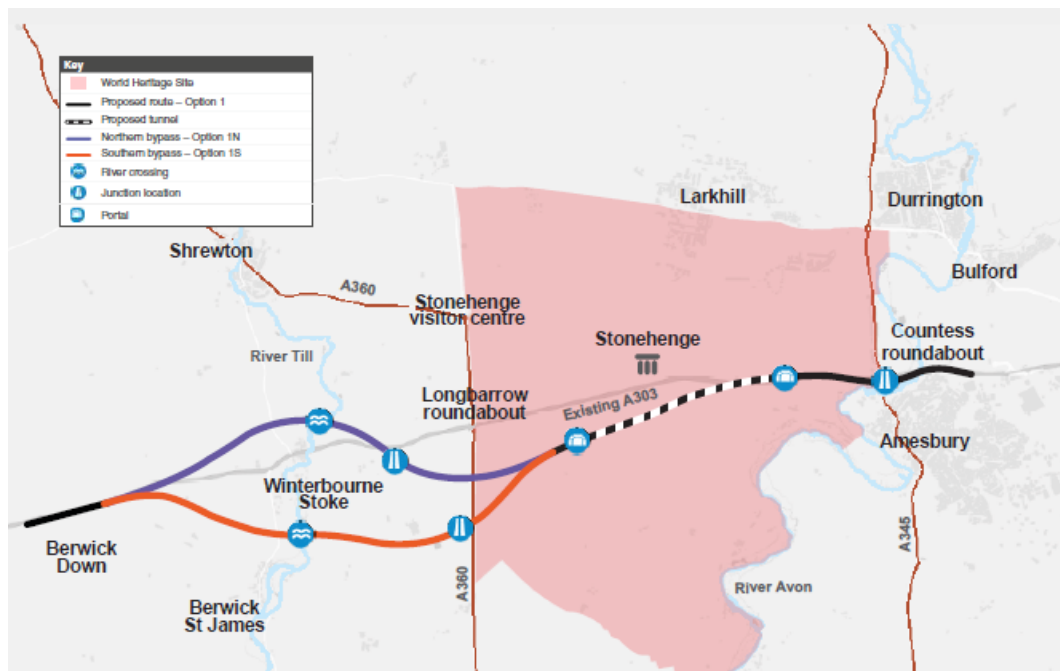 Key
World Heritage Site
Proposed route – Option 1
Proposed tunnel
Northern bypass – Option 1N
Southern bypass – Option 1S
River crossing
Junction location
Portal
Larkhill
Durrington
Shrewton
Bulford
A360
Stonehenge
visitor centre
Countess
roundabout
Stonehenge
River Till
Longbarrow
roundabout
Existing A303
Amesbury
Winterbourne
Stoke
Berwick
Down
A345
A360
River Avon
Berwick
St James